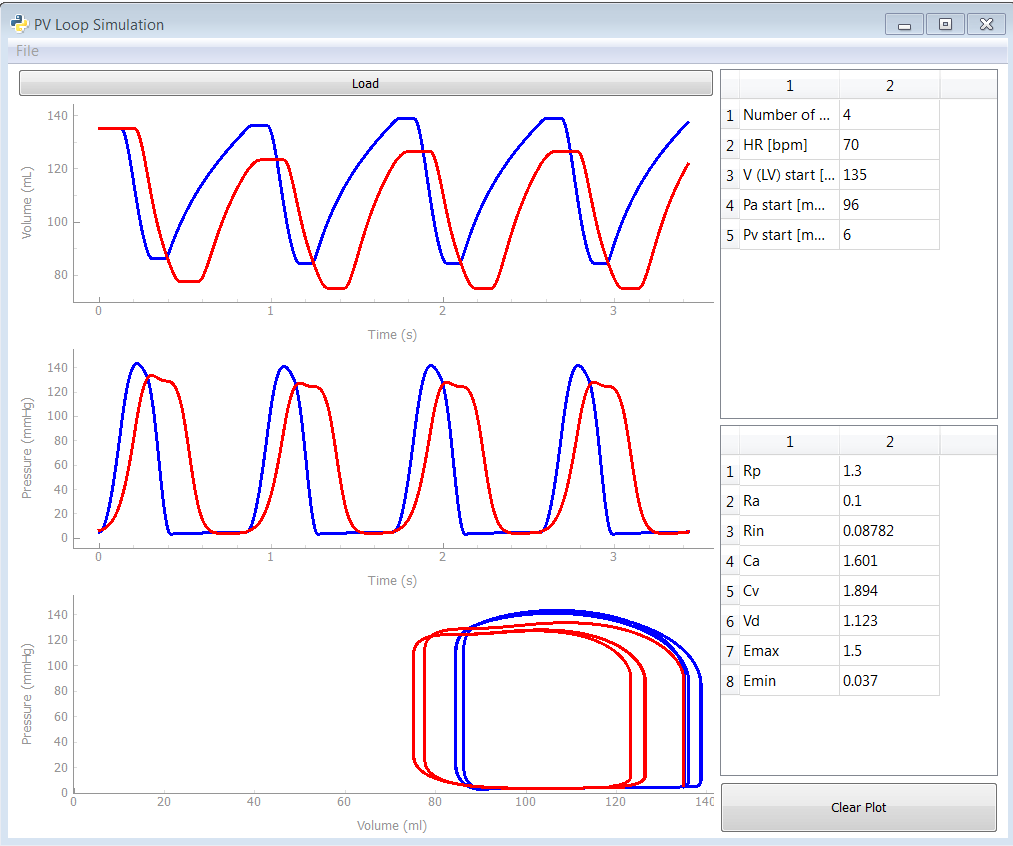 PV Loop Simulation
File
Load
140
120
100
80
Volume (mL)
0 1 2 3
Time (s)
140
120
100
80
60
40
20
0
Pressure (mmHg)
0 1 2 3
Time (s)
140
120
100
80
60
40
20
0
Pressure (mmHg)
0 20 40 60 80 100 120 140
Volume (ml)
1 2
1 Number of ... 4
2 HR [bpm] 70
3 V (LV) start [... 135
4 Pa start [m... 96
5 Pv start [m... 6
1 2
1 Rp 1.3
2 Ra 0.1
3 Rin 0.08782
4 Ca 1.601
5 Cv 1.894
6 Vd 1.123
7 Emax 1.5
8 Emin 0.037
Clear Plot